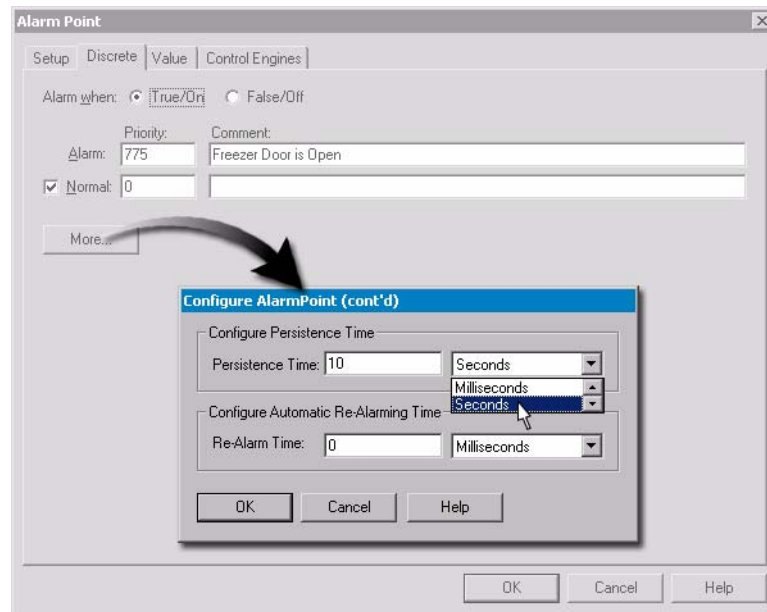 Alarm Point
Setup Discrete Value Control Engines
Alarm when: True/On False/Off
Priority: Comment:
Alarm: 775 Freezer Door is Open
Normal: 0
More...
Configure AlarmPoint (cont'd)
Configure Persistence Time
Persistence Time: 10 Seconds
Milliseconds
Seconds
Configure Automatic Re-Alarming Time
Re-Alarm Time: 0 Milliseconds
OK Cancel Help
OK Cancel Help